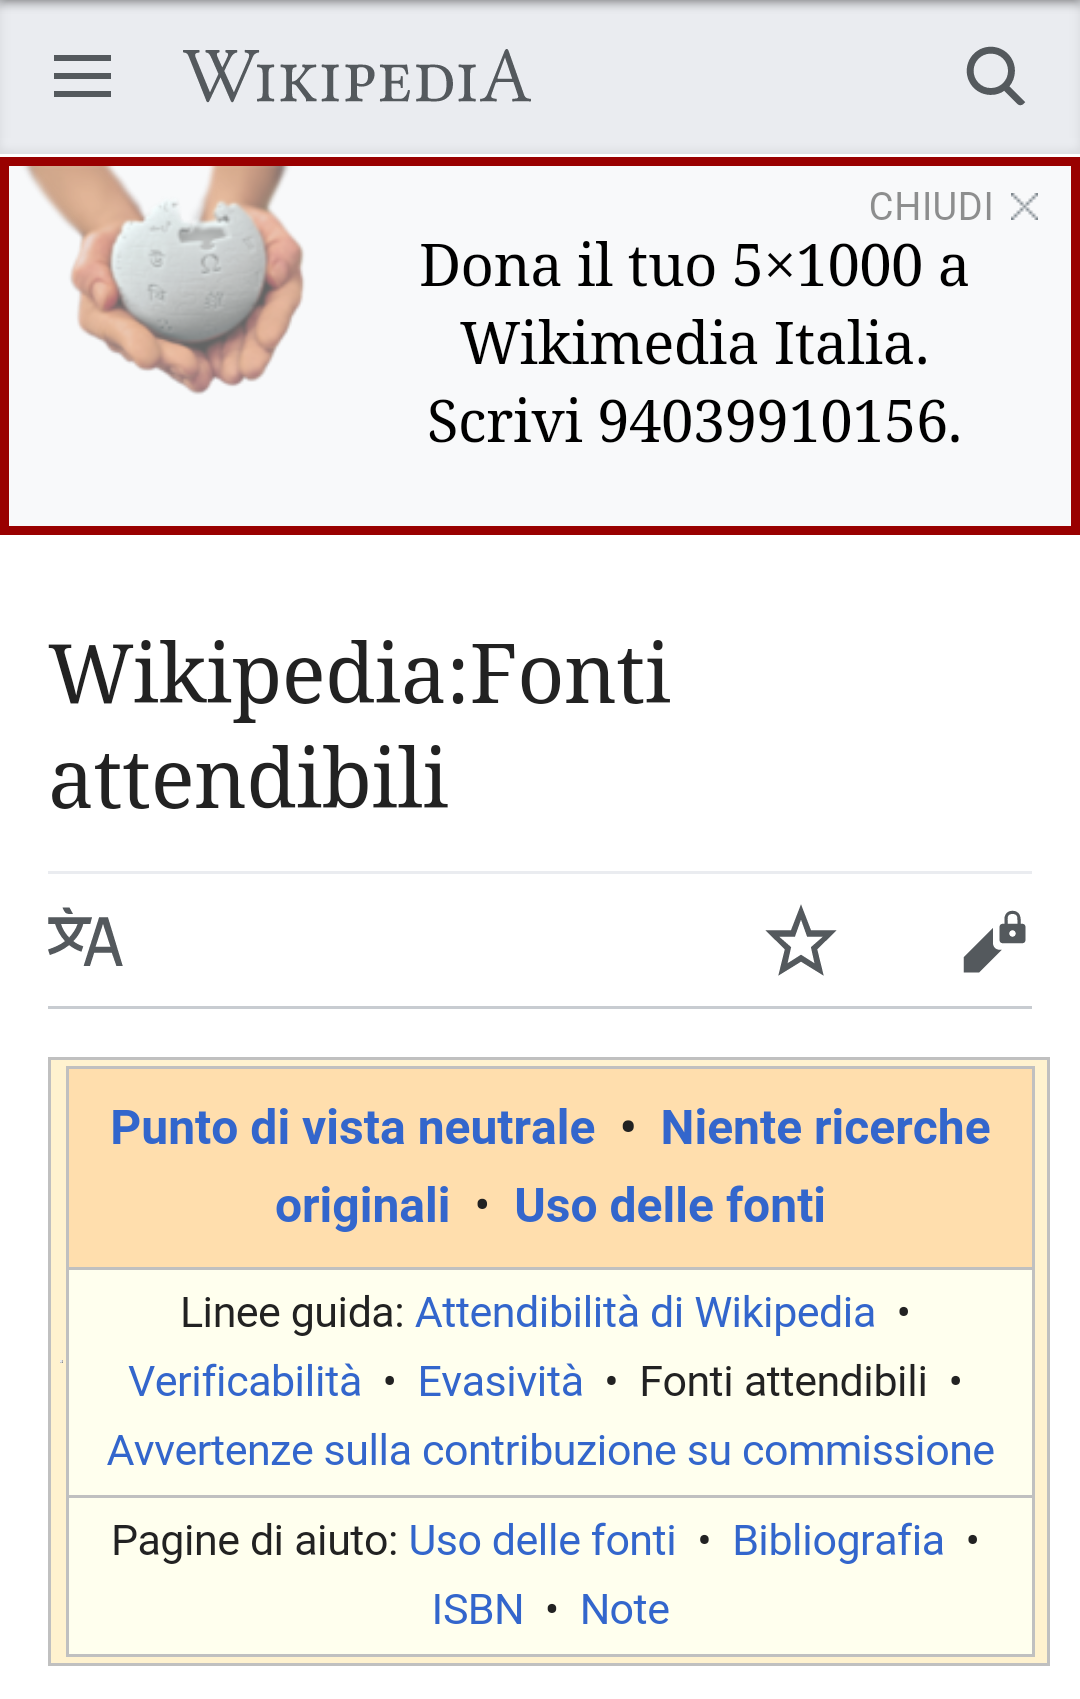 WIKIPEDIA
CHIUDI
Dona il tuo 5×1000 a
Wikimedia Italia.
Scrivi 94039910156.
Wikipedia:Fonti
attendibili
Punto di vista neutrale • Niente ricerche
originali • Uso delle fonti
Linee guida: Attendibilità di Wikipedia •
Verificabilità • Evasività • Fonti attendibili •
Avvertenze sulla contribuzione su commissione
Pagine di aiuto: Uso delle fonti • Bibliografia •
ISBN • Note